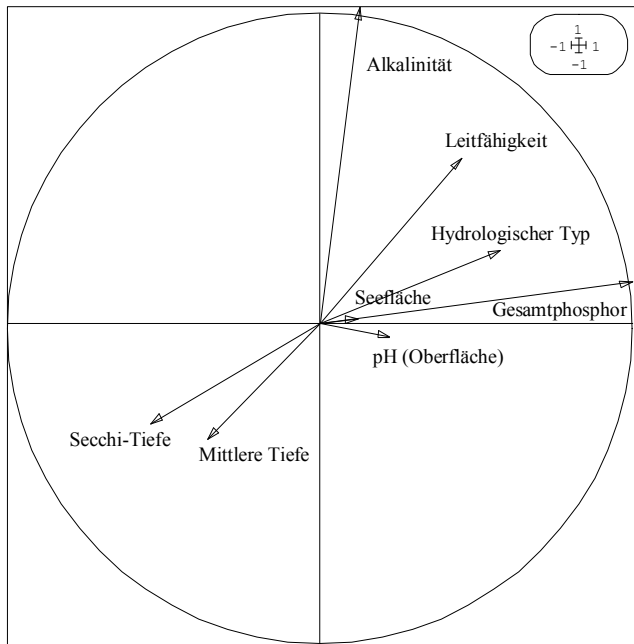 1
-1 1
-1
Alkalinität
Leitfähigkeit
Hydrologischer Typ
Seefläche
Gesamtphosphor
pH (Oberfläche)
Secchi-Tiefe
Mittlere Tiefe